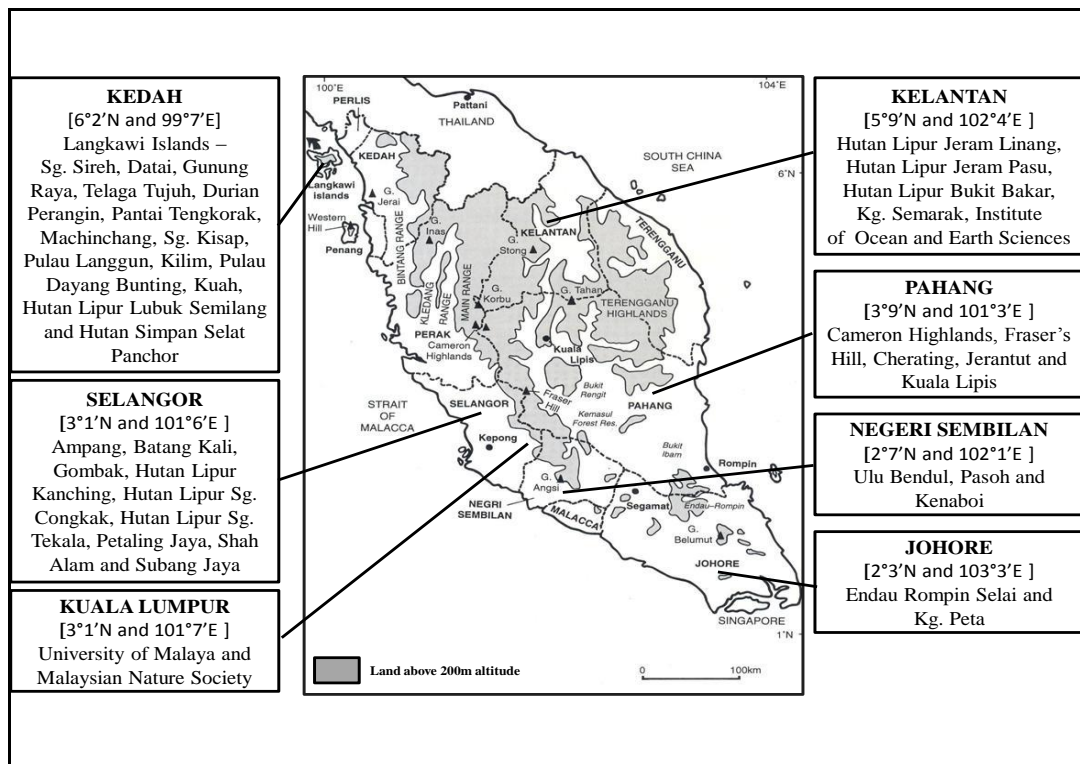 KEDAH
[6°2’N and 99°7’E]
Langkawi Islands –
Sg. Sireh, Datai, Gunung
Raya, Telaga Tujuh, Durian
Perangin, Pantai Tengkorak,
Machinchang, Sg. Kisap,
Pulau Langgun, Kilim, Pulau
Dayang Bunting, Kuah,
Hutan Lipur Lubuk Semilang
and Hutan Simpan Selat
Panchor
SELANGOR
[3°1’N and 101°6’E ]
Ampang, Batang Kali,
Gombak, Hutan Lipur
Kanching, Hutan Lipur Sg.
Congkak, Hutan Lipur Sg.
Tekala, Petaling Jaya, Shah
Alam and Subang Jaya
KUALA LUMPUR
[3°1’N and 101°7’E ]
University of Malaya and
Malaysian Nature Society
100°E
104°E
PERLIS
Pattani
THAILAND
KEDAH
SOUTH CHINA
SEA
6°N
Langkawi
islands
G.
Jerai
Western
Hill
Penang
BINTANG RANGE
G.
Inas
G.
Stong
KELANTAN
TERENGGANU
KLEDANG
RANGE
MAIN RANGE
G.
Korbu
G. Tahan
TERENGGANU
HIGHLANDS
PERAK
Cameron
Highlands
Kuala
Lipis
Bukit
Rengit
STRAIT
OF
MALACCA
SELANGOR
Fraser
Hill
PAHANG
Kemasul
Forest Res.
Kepong
Bukit
Ibam
Rompin
G.
Angsi
NEGRI
SEMBILAN
MALACCA
Segamat
Endau–Rompin
G.
Belumut
JOHORE
SINGAPORE
1°N
Land above 200m altitude
0
100km
KELANTAN
[5°9’N and 102°4’E ]
Hutan Lipur Jeram Linang,
Hutan Lipur Jeram Pasu,
Hutan Lipur Bukit Bakar,
Kg. Semarak, Institute
of Ocean and Earth Sciences
PAHANG
[3°9’N and 101°3’E ]
Cameron Highlands, Fraser’s
Hill, Cherating, Jerantut and
Kuala Lipis
NEGERI SEMBILAN
[2°7’N and 102°1’E ]
Ulu Bendul, Pasoh and
Kenaboi
JOHORE
[2°3’N and 103°3’E ]
Endau Rompin Selai and
Kg. Peta